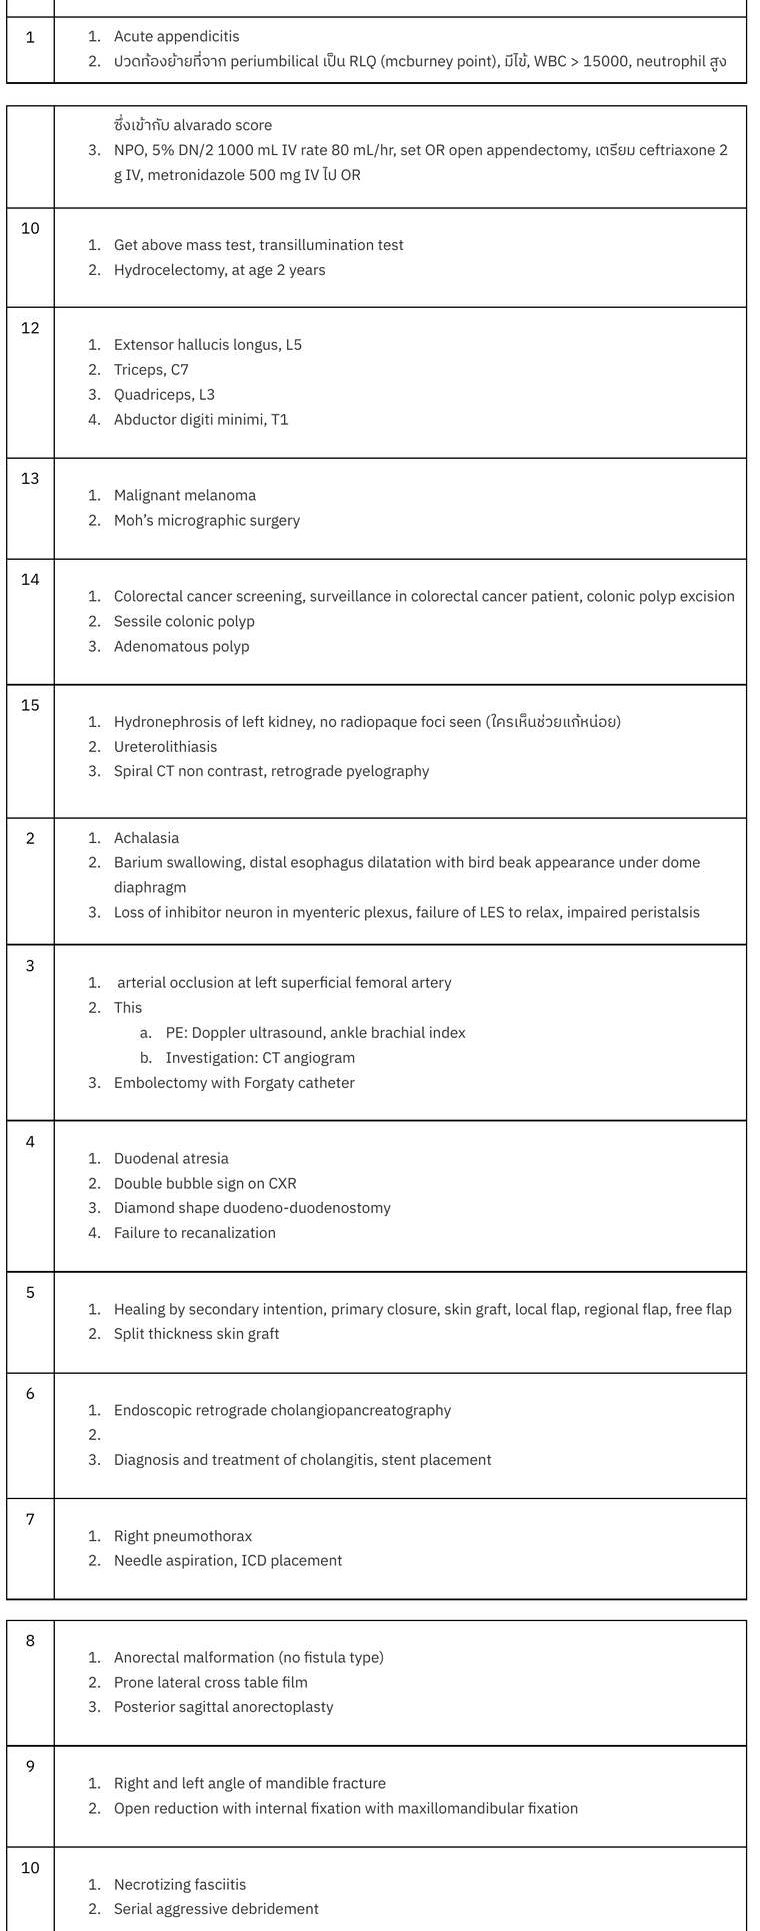 1
1. Acute appendicitis
2. ปวดท้องย้ายที่จาก periumbilical เป็น RLQ (mcburney point), มีไข้, WBC > 15000, neutrophil สูง
ซึ่งเข้ากับ alvarado score
3. NPO, 5% DN/2 1000 mL IV rate 80 mL/hr, set OR open appendectomy, เตรียม ceftriaxone 2
g IV, metronidazole 500 mg IV ไป OR
10
1. Get above mass test, transillumination test
2. Hydrocelectomy, at age 2 years
12
1. Extensor hallucis longus, L5
2. Triceps, C7
3. Quadriceps, L3
4. Abductor digiti minimi, T1
13
1. Malignant melanoma
2. Moh’s micrographic surgery
14
1. Colorectal cancer screening, surveillance in colorectal cancer patient, colonic polyp excision
2. Sessile colonic polyp
3. Adenomatous polyp
15
1. Hydronephrosis of left kidney, no radiopaque foci seen (ใครเห็นช่วยแก้หน่อย)
2. Ureterolithiasis
3. Spiral CT non contrast, retrograde pyelography
2
1. Achalasia
2. Barium swallowing, distal esophagus dilatation with bird beak appearance under dome
diaphragm
3. Loss of inhibitor neuron in myenteric plexus, failure of LES to relax, impaired peristalsis
3
1. arterial occlusion at left superficial femoral artery
2. This
a. PE: Doppler ultrasound, ankle brachial index
b. Investigation: CT angiogram
3. Embolectomy with Forgaty catheter
4
1. Duodenal atresia
2. Double bubble sign on CXR
3. Diamond shape duodeno-duodenostomy
4. Failure to recanalization
5
1. Healing by secondary intention, primary closure, skin graft, local flap, regional flap, free flap
2. Split thickness skin graft
6
1. Endoscopic retrograde cholangiopancreatography
2.
3. Diagnosis and treatment of cholangitis, stent placement
7
1. Right pneumothorax
2. Needle aspiration, ICD placement
8
1. Anorectal malformation (no fistula type)
2. Prone lateral cross table film
3. Posterior sagittal anorectoplasty
9
1. Right and left angle of mandible fracture
2. Open reduction with internal fixation with maxillomandibular fixation
10
1. Necrotizing fasciitis
2. Serial aggressive debridement